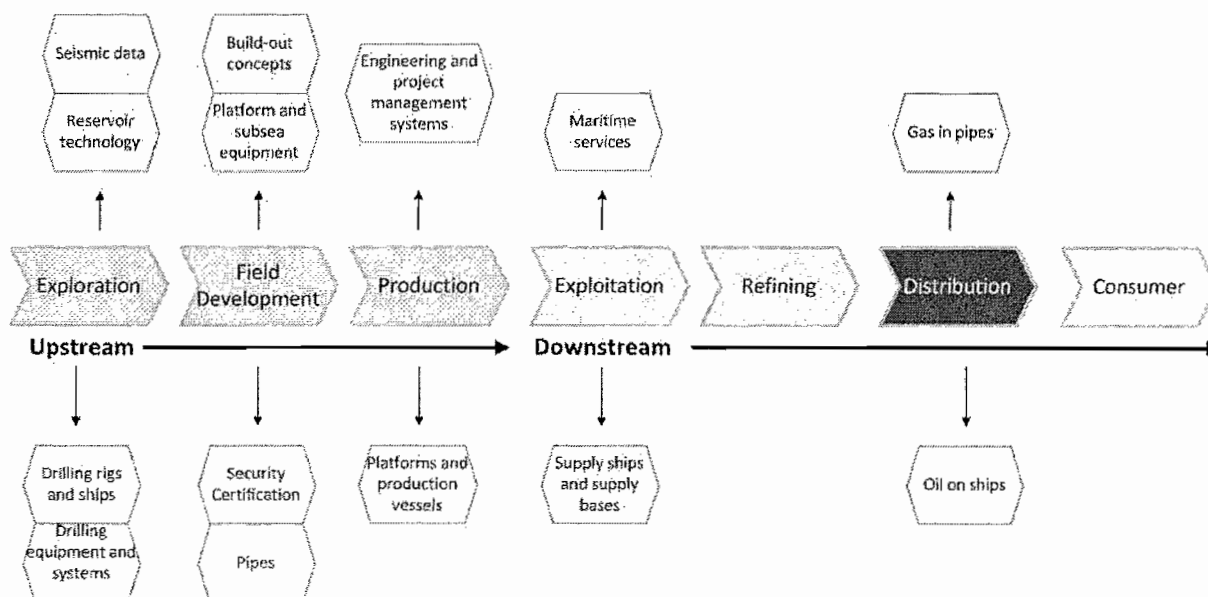 Seismic data
Reservoir
technology
Build-out
concepts
Platform and
subsea
equipment
Engineering and
project
management
systems
Maritime
services
Gas in pipes
Exploration
Field
Development
Production
Exploitation
Refining
Distribution
Consumer
Upstream
Downstream
Drilling rigs
and ships
Drilling
equipment and
systems
Security
Certification
Pipes
Platforms and
production
vessels
Supply ships
and supply
bases
Oil on ships